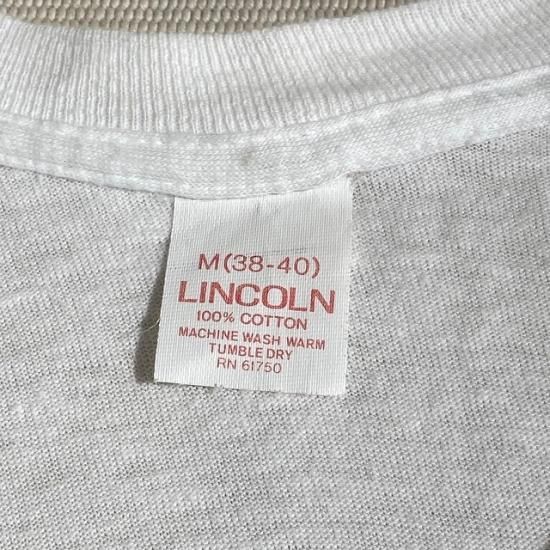 M(38-40)
LINCOLN
100% COTTON
MACHINE WASH WARM
TUMBLE DRY
RN 61750